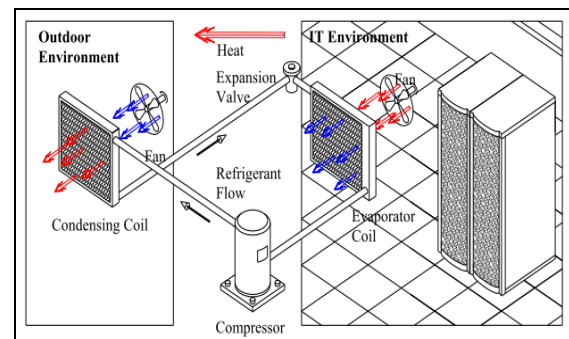 Outdoor
Environment
Heat
IT Environment
Expansion
Valve
Fan
Fan
Refrigerant
Flow
Condensing Coil
Evaporator
Coil
Compressor